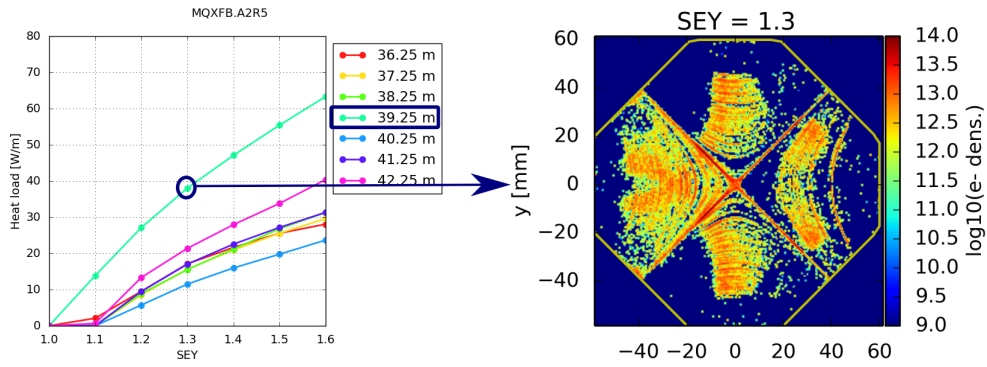 MQXFB.A2R5
Heat load [W/m]
80
70
60
50
40
30
20
10
0
1.0 1.1 1.2 1.3 1.4 1.5 1.6
SEY
36.25 m
37.25 m
38.25 m
39.25 m
40.25 m
41.25 m
42.25 m
SEY = 1.3
y [mm]
60
40
20
0
−20
−40
−40 −20 0 20 40 60
14.0
13.5
13.0
12.5
12.0
11.5
11.0
10.5
10.0
9.5
9.0
log10(e- dens.)